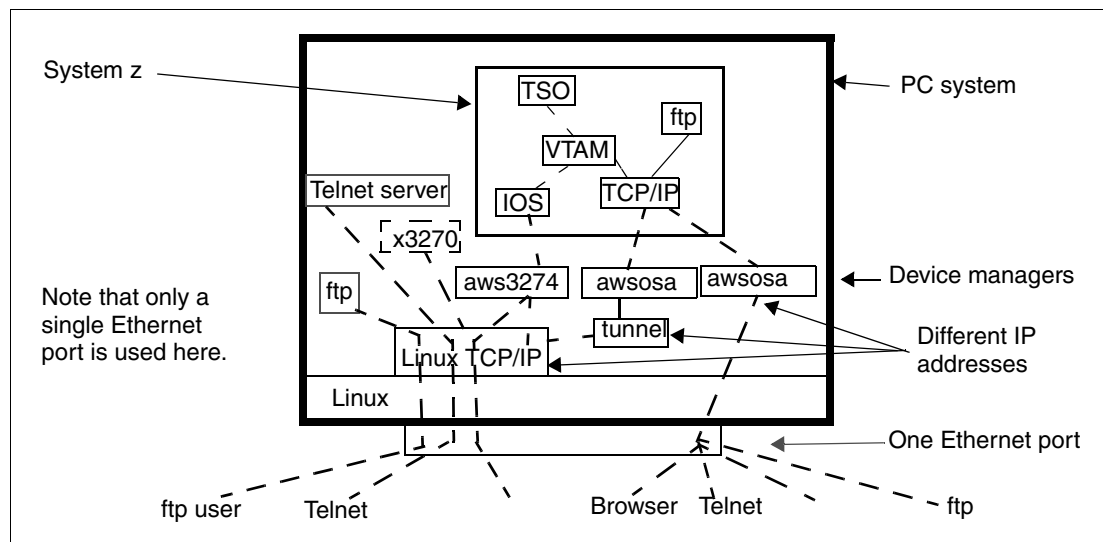 System z
PC system
TSO
ftp
VTAM
TCP/IP
IOS
Telnet server
x3270
ftp
aws3274
awsosa
awsosa
Device managers
Note that only a
single Ethernet
port is used here.
tunnel
Different IP
addresses
Linux TCP/IP
Linux
One Ethernet port
ftp user
Telnet
Browser
Telnet
ftp